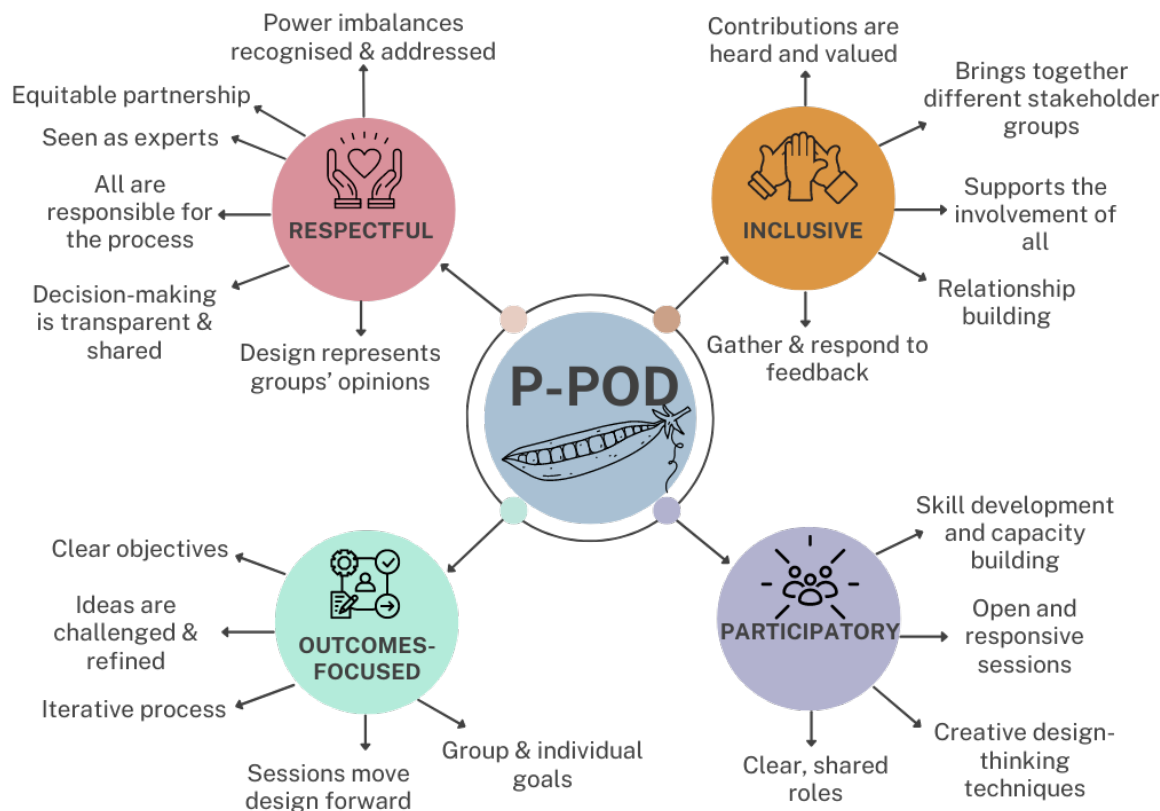 Power imbalances
recognised & addressed
Equitable partnership
Seen as experts
All are
responsible for
the process
Decision-making
is transparent &
shared
Design represents
groups' opinions
RESPECTFUL
Contributions are
heard and valued
Brings together
different stakeholder
groups
Supports the
involvement of
all
Relationship
building
Gather & respond to
feedback
INCLUSIVE
P-POD
Clear objectives
Ideas are
challenged &
refined
Iterative process
Sessions move
design forward
Group & individual
goals
OUTCOMES-
FOCUSED
Skill development
and capacity
building
Open and
responsive
sessions
Creative design-
thinking
techniques
Clear, shared
roles
PARTICIPATORY